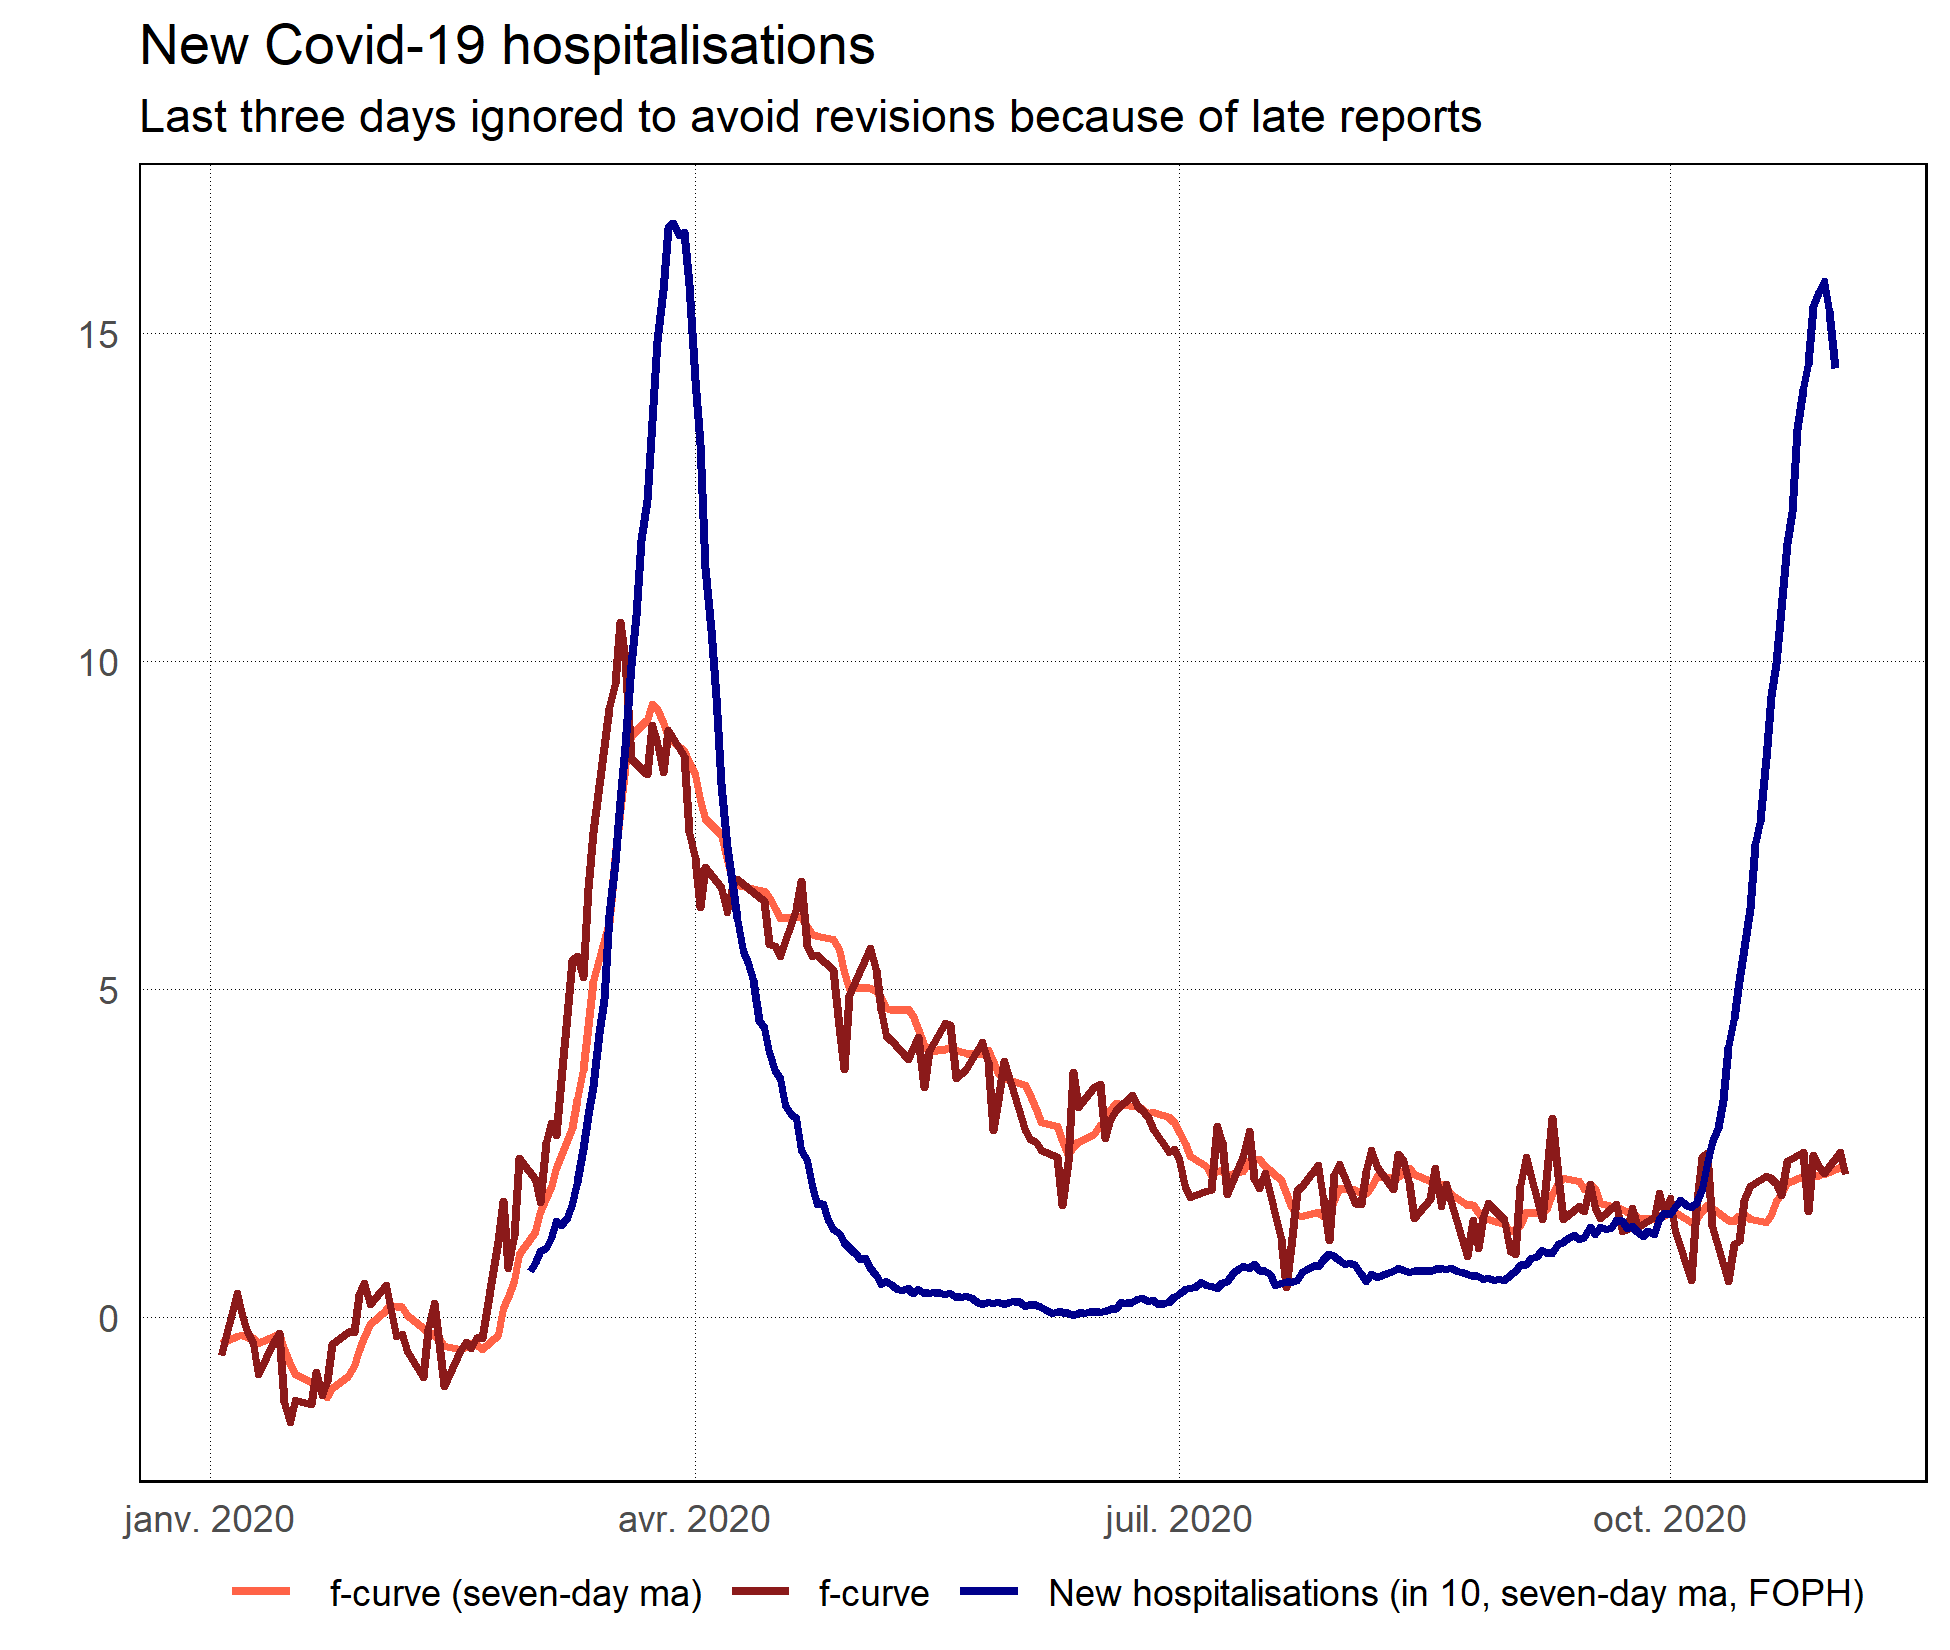 New Covid-19 hospitalisations
Last three days ignored to avoid revisions because of late reports
15
10
5
0
janv. 2020
avr. 2020
juil. 2020
oct. 2020
f-curve (seven-day ma)
f-curve
New hospitalisations (in 10, seven-day ma, FOPH)